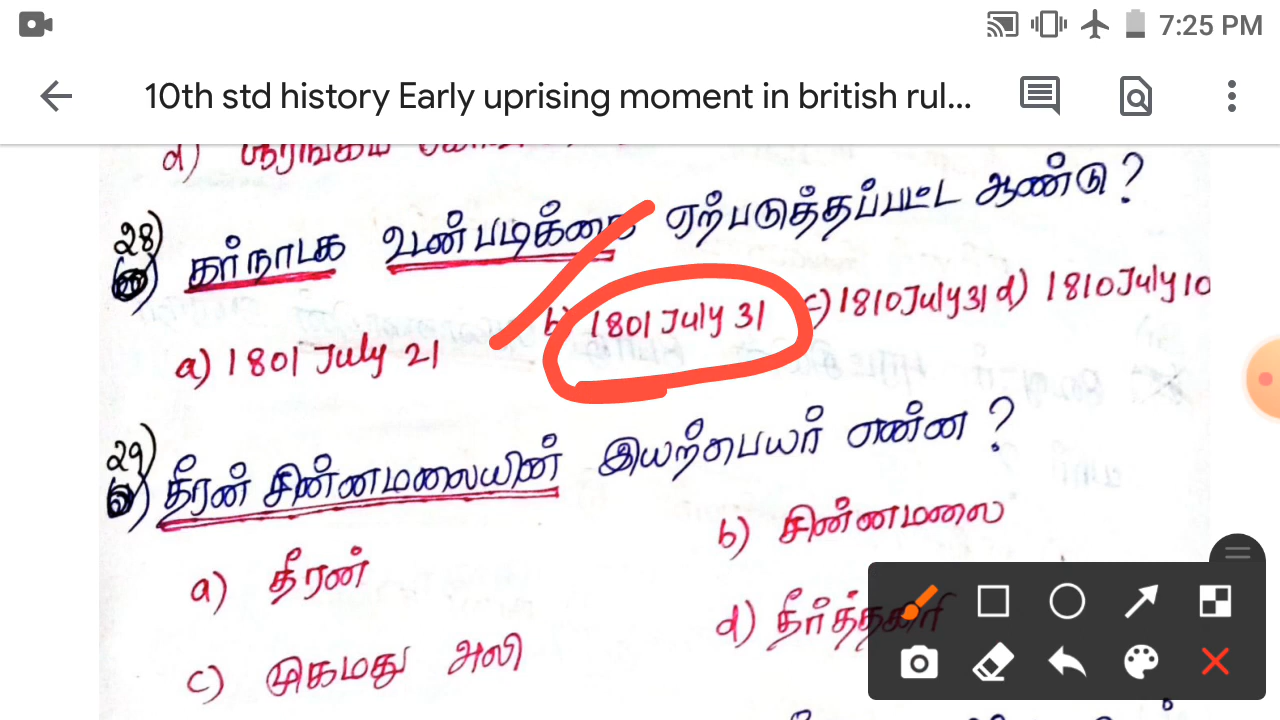 7:25 PM
10th std history Early uprising moment in british rul...
d)
28) கர்நாடக உடன்படிக்கை ஏற்படுத்தப்பட்ட ஆண்டு?
a) 1801 July 21 b) 1801 July 31 c) 1810 July 31 d) 1810 July 10
29) தீரன் சின்னமலையின் இயற்பெயர் என்ன?
a) தீரன்
b) சின்னமலை
c) முகமது அலி
d) தீர்த்தகிரி